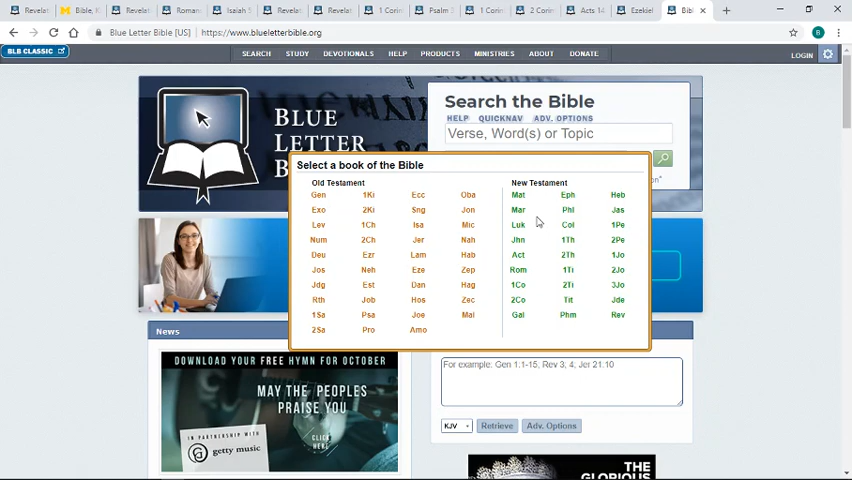 Revelat
Bible, K
Revelat
Roman
Isaiah 5
Revelat
Revelat
1 Corin
Psalm 2
1 Corin
2 Corin
Acts 14
Ezekiel
Bibl
Blue Letter Bible [US] | https://www.blueletterbible.org
BLB CLASSIC
SEARCH STUDY DEVOTIONALS HELP PRODUCTS MINISTRIES ABOUT DONATE
LOGIN
BLUE
LETTER
B
Search the Bible
HELP QUICKNAV ADV. OPTIONS
Verse, Word(s) or Topic
Select a book of the Bible
Old Testament New Testament
Gen 1Ki Ecc Oba Mat Eph Heb
Exo 2Ki Sng Jon Mar Phl Jas
Lev 1Ch Isa Mic Luk Col 1Pe
Num 2Ch Jer Nah Jhn 1Th 2Pe
Deu Ezr Lam Hab Act 2Th 1Jo
Jos Neh Eze Zep Rom 1Ti 2Jo
Jdg Est Dan Hag 1Co 2Ti 3Jo
Rth Job Hos Zec 2Co Tit Jde
1Sa Psa Joe Mal Gal Phm Rev
2Sa Pro Amo
News
DOWNLOAD YOUR FREE HYMN FOR OCTOBER
MAY THE PEOPLES
PRAISE YOU
CLICK
HERE
IN PARTNERSHIP WITH
getty music
For example: Gen 1:1-15; Rev 3; 4; Jer 21:10
KJV Retrieve Adv. Options
THE
GLORIOUS